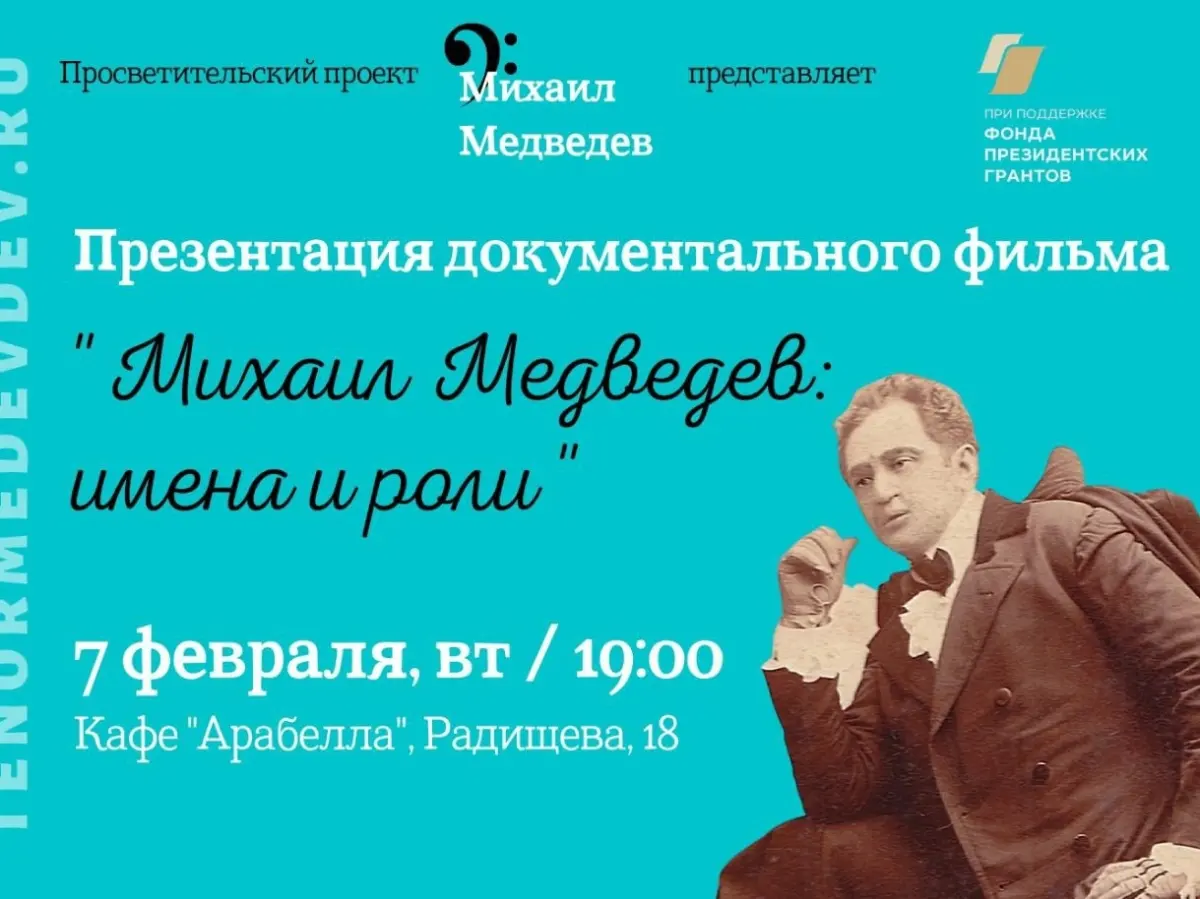 Просветительский проект
Михаил
Медведев
представляет
ПРИ ПОДДЕРЖКЕ
ФОНДА
ПРЕЗИДЕНТСКИХ
ГРАНТОВ
Презентация документального фильма
" Михаил Медведев:
имена и роли "
7 февраля, вт / 19:00
Кафе "Арабелла", Радищева, 18
TENORMEDEVDEV.RU